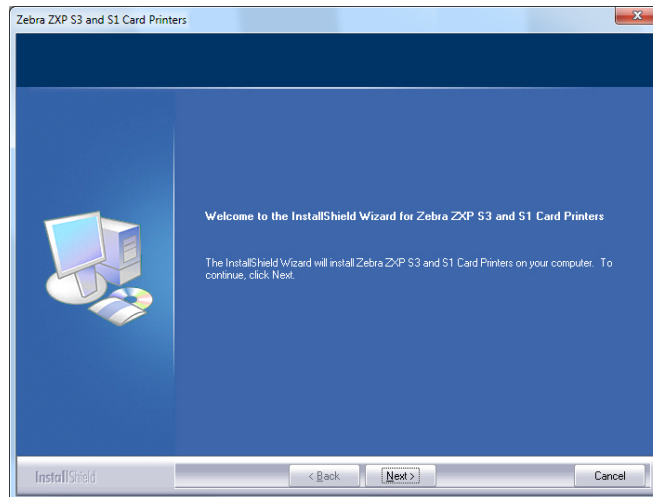 Zebra ZXP S3 and S1 Card Printers
x
Welcome to the InstallShield Wizard for Zebra ZXP S3 and S1 Card Printers
The InstallShield Wizard will install Zebra ZXP S3 and S1 Card Printers on your computer. To
continue, click Next.
InstallShield
< Back
Next >
Cancel